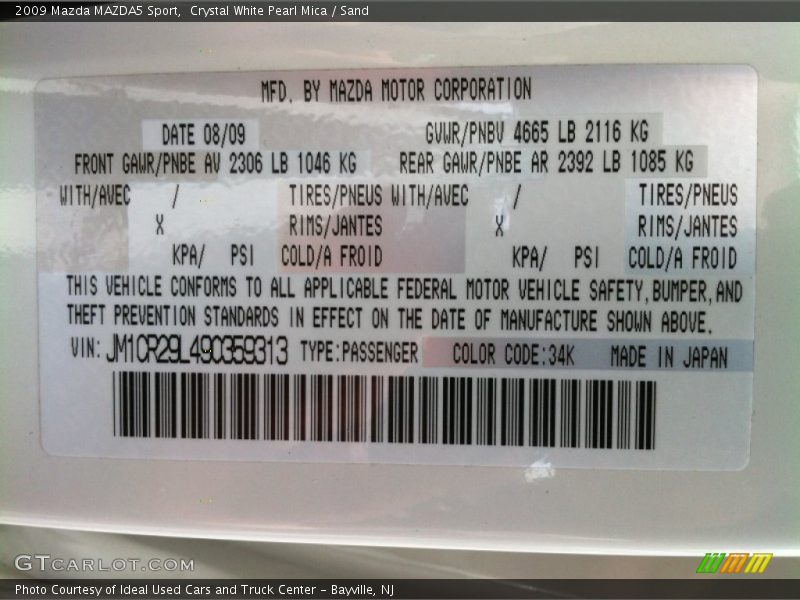 2009 Mazda MAZDA5 Sport,  Crystal White Pearl Mica / Sand
MFD. BY MAZDA MOTOR CORPORATION
DATE 08/09 GVWR/PNBV 4665 LB 2116 KG
FRONT GAWR/PNBE AV 2306 LB 1046 KG REAR GAWR/PNBE AR 2392 LB 1085 KG
WITH/AVEC / TIRES/PNEUS WITH/AVEC / TIRES/PNEUS
X RIMS/JANTES X RIMS/JANTES
KPA/ PSI COLD/A FROID KPA/ PSI COLD/A FROID
THIS VEHICLE CONFORMS TO ALL APPLICABLE FEDERAL MOTOR VEHICLE SAFETY,BUMPER,AND
THEFT PREVENTION STANDARDS IN EFFECT ON THE DATE OF MANUFACTURE SHOWN ABOVE.
VIN: JM1CR29L490359313 TYPE:PASSENGER COLOR CODE:34K MADE IN JAPAN
GTCARLOT.COM
Photo Courtesy of Ideal Used Cars and Truck Center - Bayville, NJ